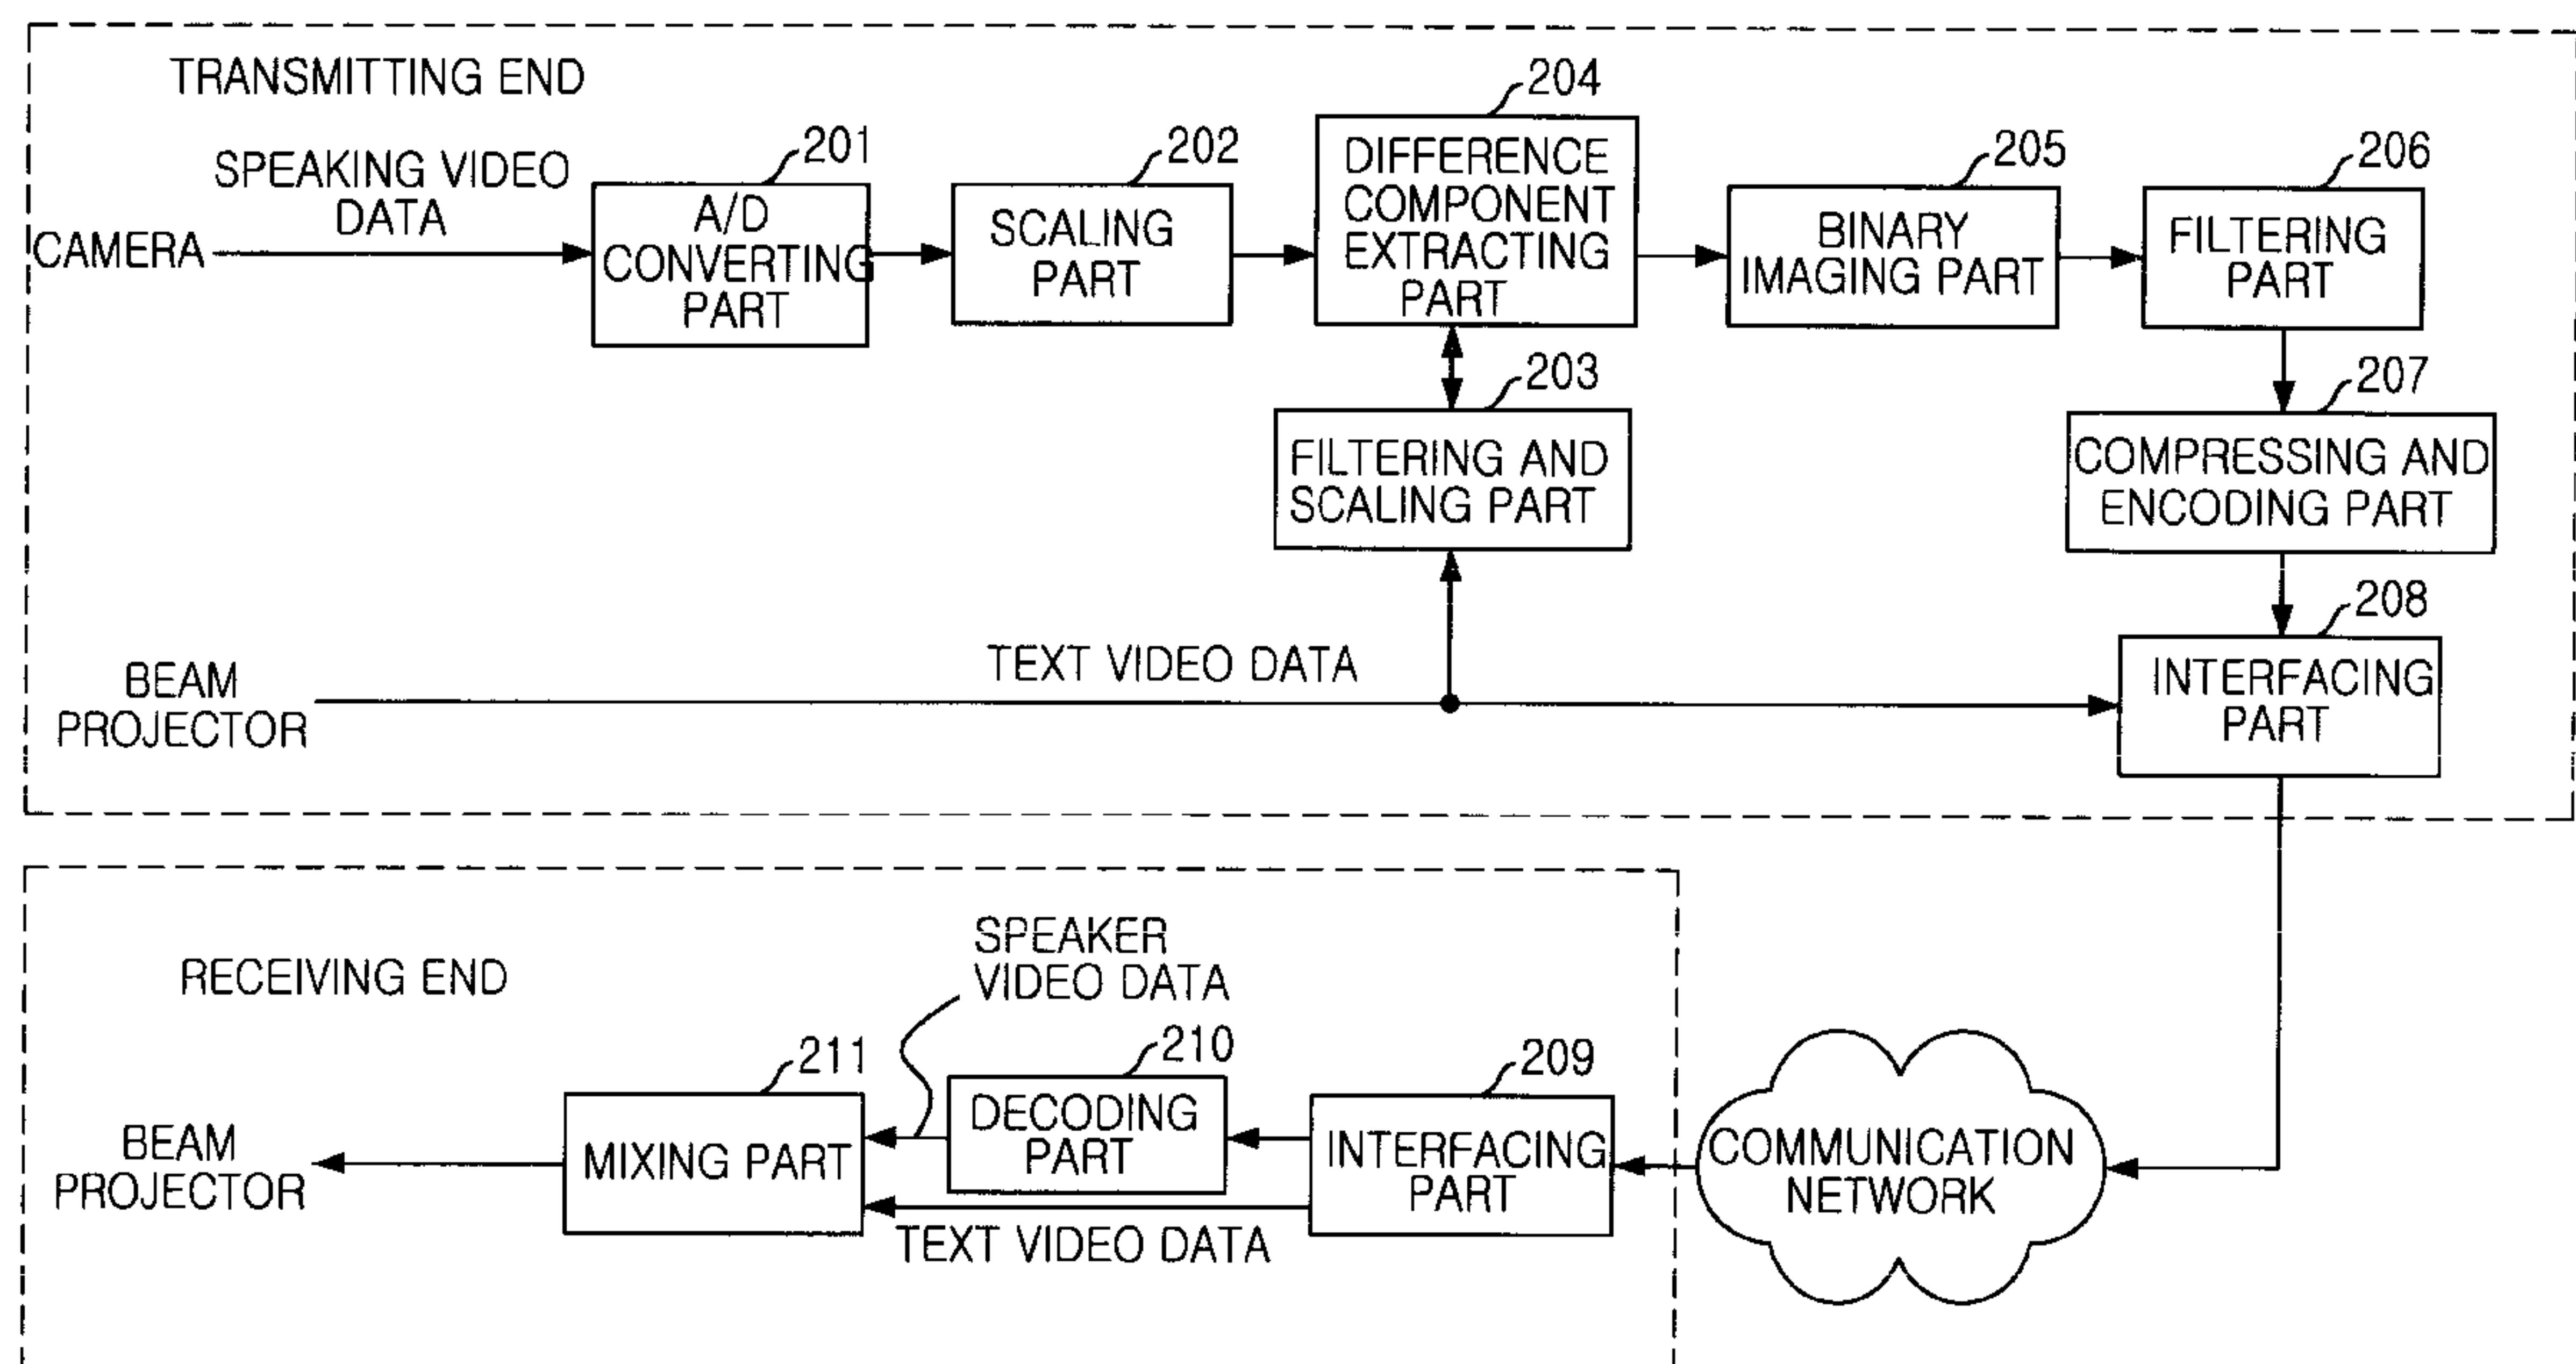 TRANSMITTING END
CAMERA
SPEAKING VIDEO
DATA
201
A/D
CONVERTING
PART
202
SCALING
PART
204
DIFFERENCE
COMPONENT
EXTRACTING
PART
205
BINARY
IMAGING PART
206
FILTERING
PART
203
FILTERING AND
SCALING PART
207
COMPRESSING AND
ENCODING PART
BEAM
PROJECTOR
TEXT VIDEO DATA
208
INTERFACING
PART
RECEIVING END
SPEAKER
VIDEO DATA
BEAM
PROJECTOR
211
MIXING PART
210
DECODING
PART
TEXT VIDEO DATA
209
INTERFACING
PART
COMMUNICATION
NETWORK